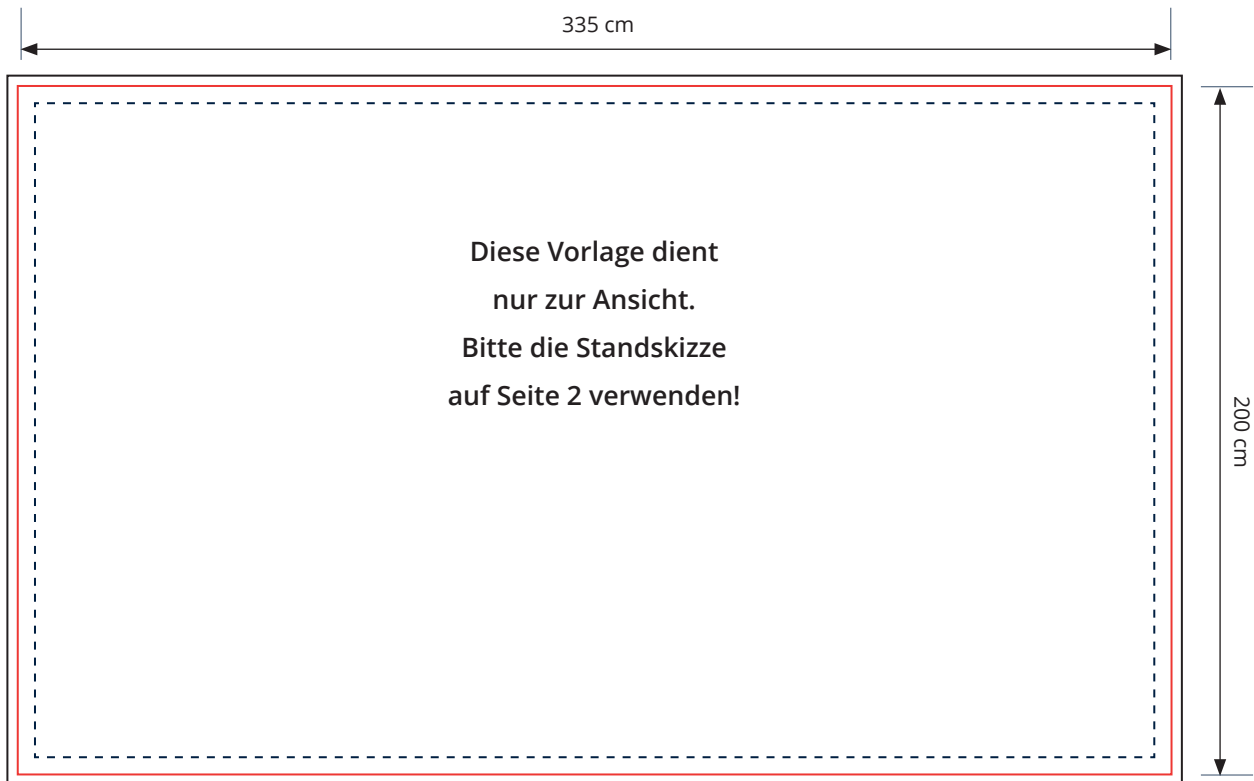 335 cm
Diese Vorlage dient
nur zur Ansicht.
Bitte die Standskizze
auf Seite 2 verwenden!
200 cm